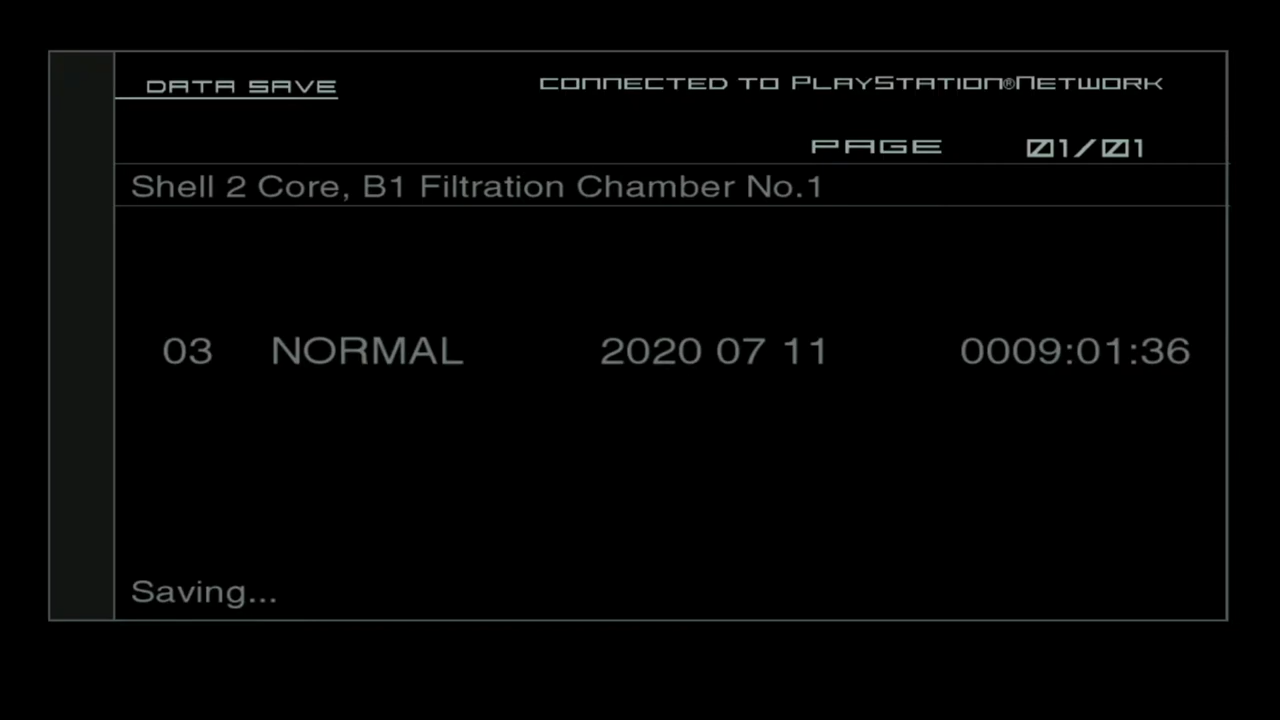 DATA SAVE
CONNECTED TO PLAYSTATION®NETWORK
PAGE 01/01
Shell 2 Core, B1 Filtration Chamber No.1
03 NORMAL 2020 07 11 0009:01:36
Saving...